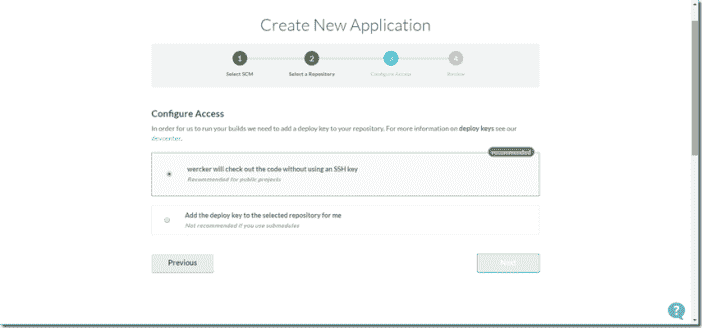 Create New Application
1 2 3 4
Select SCM Select a Repository Configure Access Review
Configure Access
In order for us to run your builds we need to add a deploy key to your repository. For more information on deploy keys see our
devcenter.
recommended
wercker will check out the code without using an SSH key
Recommended for public projects
Add the deploy key to the selected repository for me
Not recommended if you use submodules
Previous Next
?